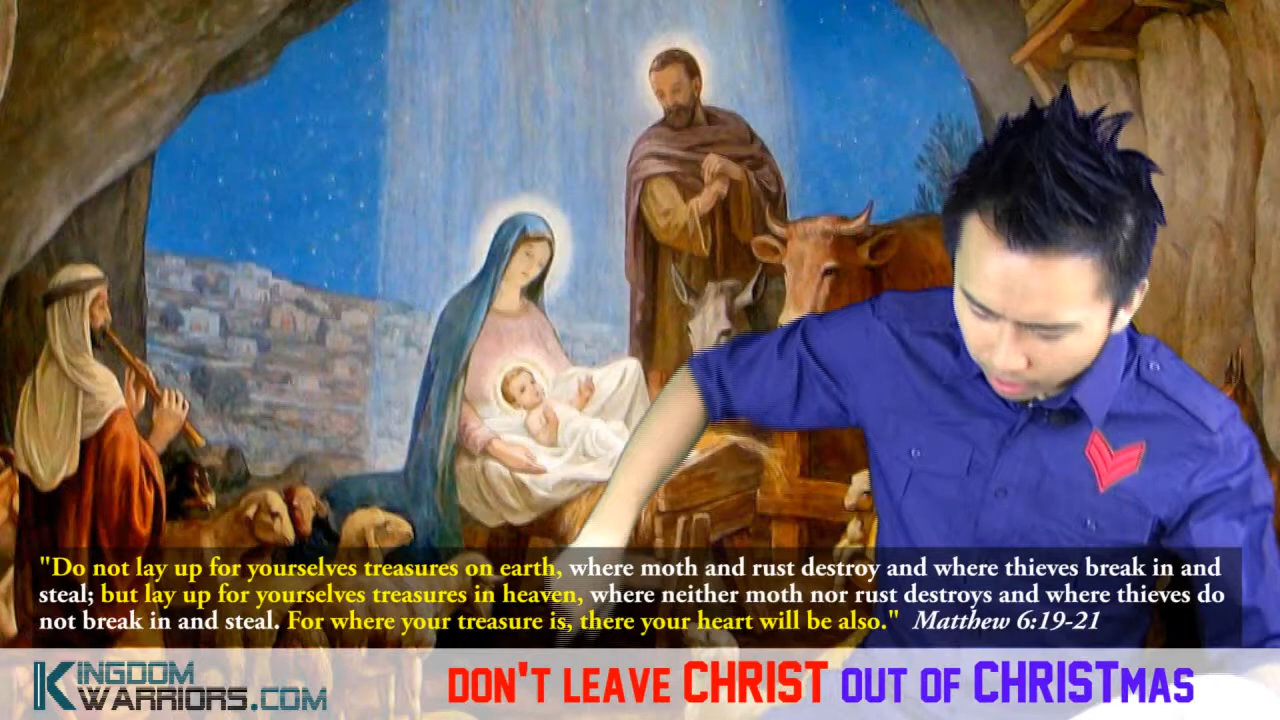 "Do not lay up for yourselves treasures on earth, where moth and rust destroy and where thieves break in and
steal; but lay up for yourselves treasures in heaven, where neither moth nor rust destroys and where thieves do
not break in and steal. For where your treasure is, there your heart will be also." Matthew 6:19-21
KINGDOM
WARRIORS.COM
DON'T LEAVE CHRIST OUT OF CHRISTMAS